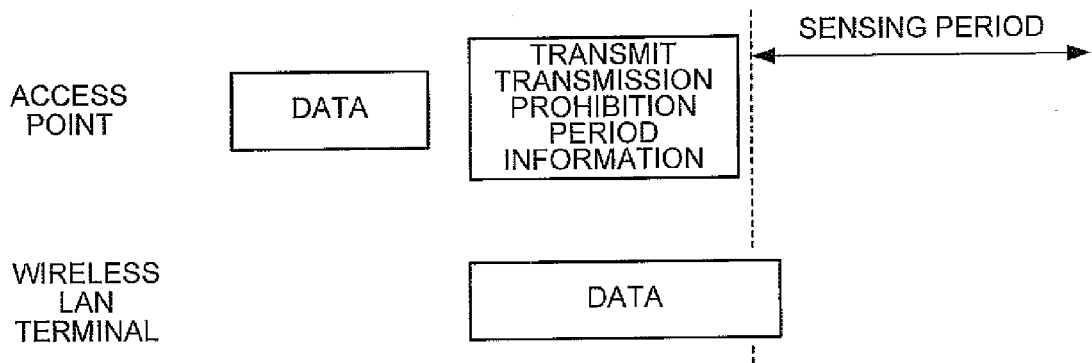 SENSING PERIOD
ACCESS
POINT
DATA
TRANSMIT
TRANSMISSION
PROHIBITION
PERIOD
INFORMATION
WIRELESS
LAN
TERMINAL
DATA